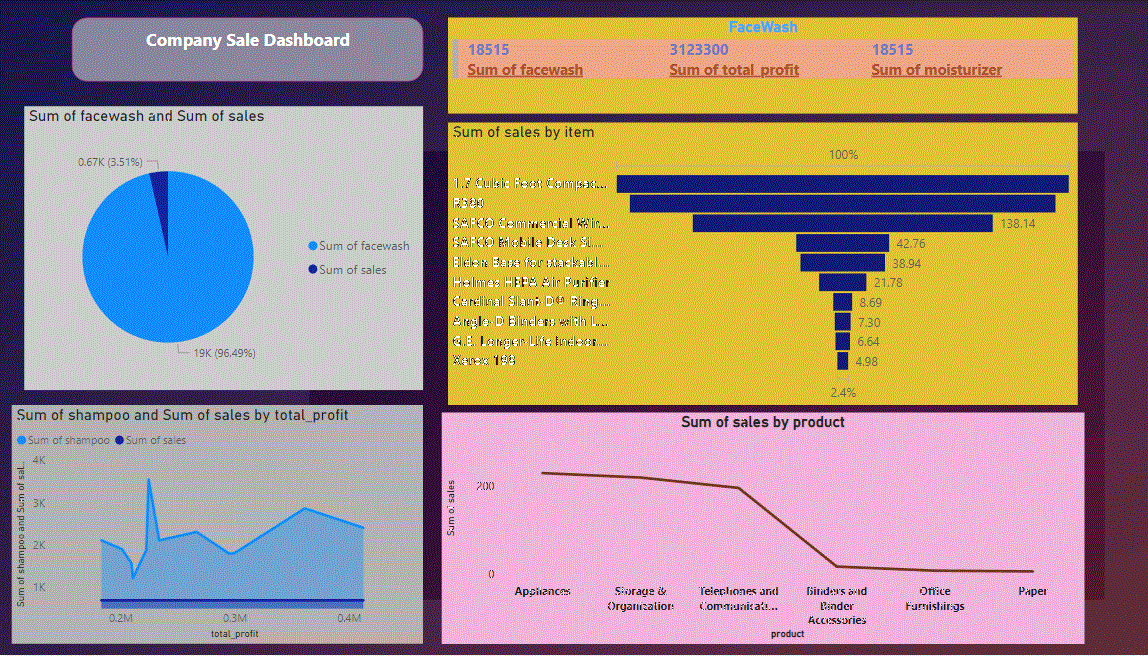 Company Sale Dashboard
FaceWash
18515 3123300 18515
Sum of facewash Sum of total_profit Sum of moisturizer
Sum of facewash and Sum of sales
0.67K (3.51%)
Sum of facewash
Sum of sales
19K (96.49%)
Sum of sales by item
100%
1.7 Cubic Foot Compac...
R380
SAFCO Commercial Wir... 138.14
SAFCO Mobile Desk Si... 42.76
Eldon Base for stackabl... 38.94
Holmes HEPA Air Purifier 21.78
Cardinal Slant-D® Ring... 8.69
Angle-D Binders with L... 7.30
G.E. Longer-Life Indoor... 6.64
Xerox 198 4.98
2.4%
Sum of shampoo and Sum of sales by total_profit
Sum of shampoo Sum of sales
Sum of shampoo and Sum of sal...
4K
3K
2K
1K
0.2M 0.3M 0.4M
total_profit
Sum of sales by product
Sum of sales
200
0
Appliances
Storage & Organization
Telephones and Communicati...
Binders and Binder Accessories
Office Furnishings
Paper
product